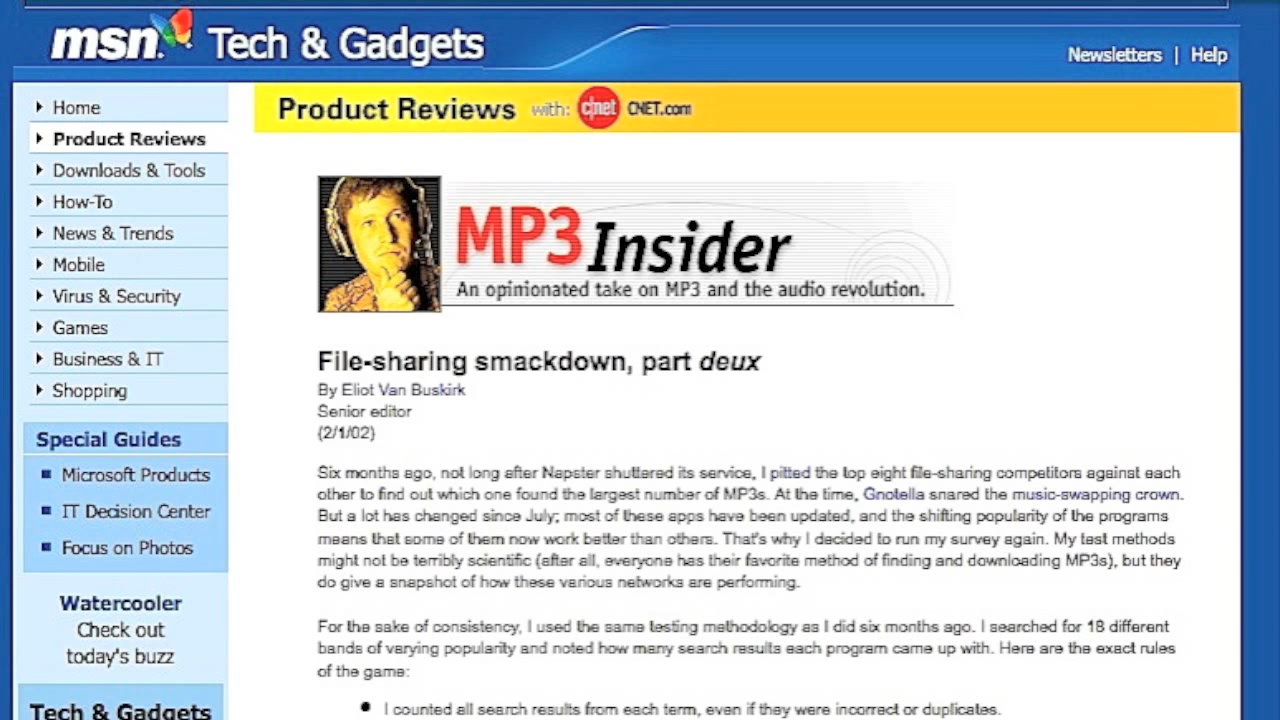 msn Tech & Gadgets
Newsletters | Help
Home
Product Reviews
Downloads & Tools
How-To
News & Trends
Mobile
Virus & Security
Games
Business & IT
Shopping
Special Guides
Microsoft Products
IT Decision Center
Focus on Photos
Watercooler
Check out
today's buzz
Tech & Gadgets
Product Reviews with: c|net CNET.com
MP3 Insider
An opinionated take on MP3 and the audio revolution.
File-sharing smackdown, part deux
By Eliot Van Buskirk
Senior editor
(2/1/02)
Six months ago, not long after Napster shuttered its service, I pitted the top eight file-sharing competitors against each
other to find out which one found the largest number of MP3s. At the time, Gnotella snared the music-swapping crown.
But a lot has changed since July; most of these apps have been updated, and the shifting popularity of the programs
means that some of them now work better than others. That's why I decided to run my survey again. My test methods
might not be terribly scientific (after all, everyone has their favorite method of finding and downloading MP3s), but they
do give a snapshot of how these various networks are performing.
For the sake of consistency, I used the same testing methodology as I did six months ago. I searched for 18 different
bands of varying popularity and noted how many search results each program came up with. Here are the exact rules
of the game:
• I counted all search results from each term, even if they were incorrect or duplicates.